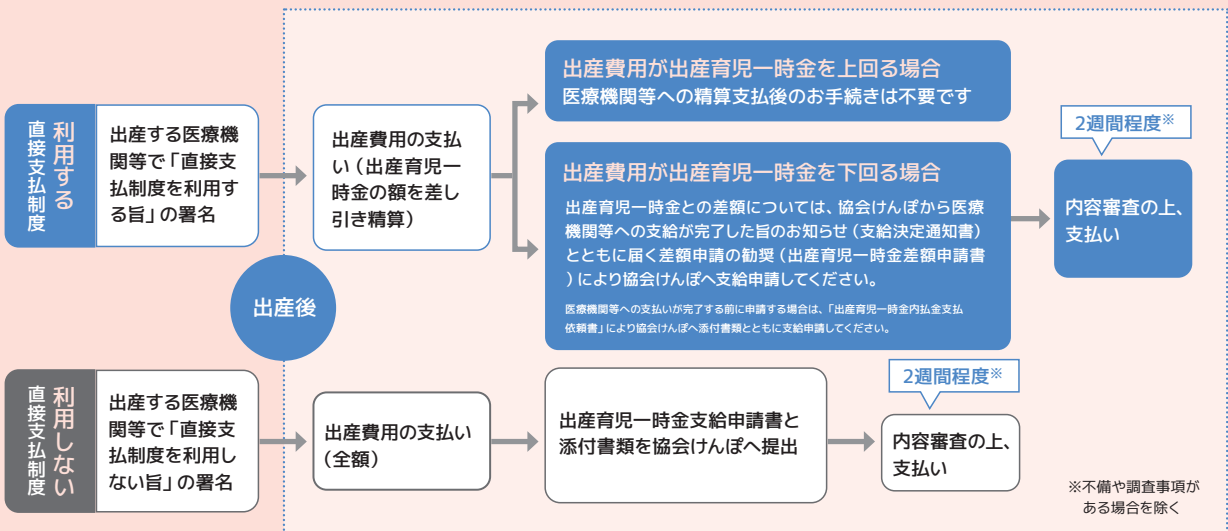 直接支払制度
利用する
出産する医療機
関等で「直接支
払制度を利用す
る旨」の署名
出産費用の支払
い（出産育児一
時金の額を差し
引き精算）
出産費用が出産育児一時金を上回る場合
医療機関等への精算支払後のお手続きは不要です
出産費用が出産育児一時金を下回る場合
出産育児一時金との差額については、協会けんぽから医療
機関等への支給が完了した旨のお知らせ（支給決定通知書）
とともに届く差額申請の勧奨（出産育児一時金差額申請書
）により協会けんぽへ支給申請してください。
医療機関等への支払いが完了する前に申請する場合は、「出産育児一時金内払金支払
依頼書」により協会けんぽへ添付書類とともに支給申請してください。
2週間程度※
内容審査の上、
支払い
出産後
直接支払制度
利用しない
出産する医療機
関等で「直接支
払制度を利用し
ない旨」の署名
出産費用の支払い
（全額）
出産育児一時金支給申請書と
添付書類を協会けんぽへ提出
2週間程度※
内容審査の上、
支払い
※不備や調査事項が
ある場合を除く